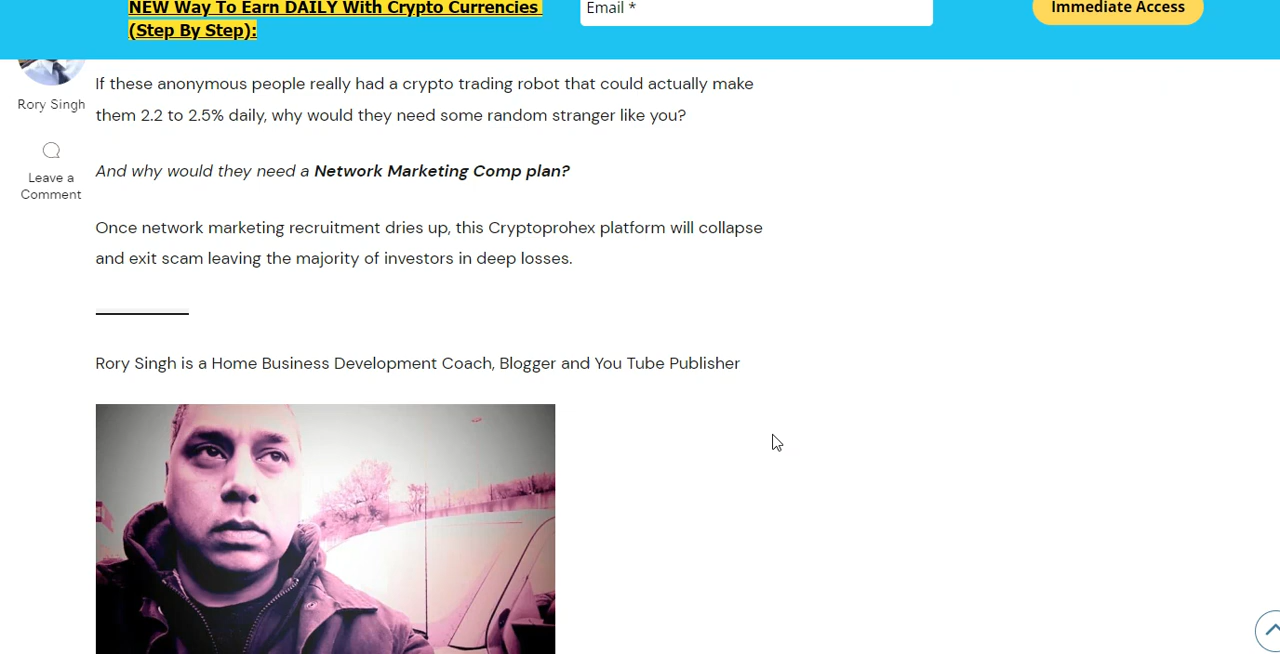 NEW Way To Earn DAILY With Crypto Currencies
(Step By Step):
Email *
Immediate Access
Rory Singh
Leave a
Comment
If these anonymous people really had a crypto trading robot that could actually make
them 2.2 to 2.5% daily, why would they need some random stranger like you?
And why would they need a Network Marketing Comp plan?
Once network marketing recruitment dries up, this Cryptoprohex platform will collapse
and exit scam leaving the majority of investors in deep losses.
Rory Singh is a Home Business Development Coach, Blogger and You Tube Publisher